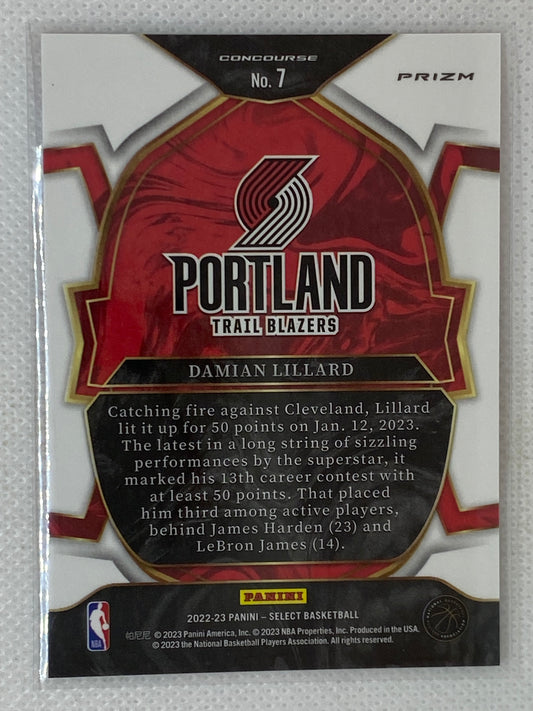 CONCOURSE
No. 7
PRIZM
PORTLAND
TRAIL BLAZERS
DAMIAN LILLARD
Catching fire against Cleveland, Lillard
lit it up for 50 points on Jan. 12, 2023.
The latest in a long string of sizzling
performances by the superstar, it
marked his 13th career contest with
at least 50 points. That placed
him third among active players,
behind James Harden (23) and
LeBron James (14).
PANINI
2022-23 PANINI – SELECT BASKETBALL
NBA
帕尼尼 © 2023 Panini America, Inc. © 2023 NBA Properties, Inc. Produced in the USA.
© 2023 the National Basketball Players Association. All rights reserved.